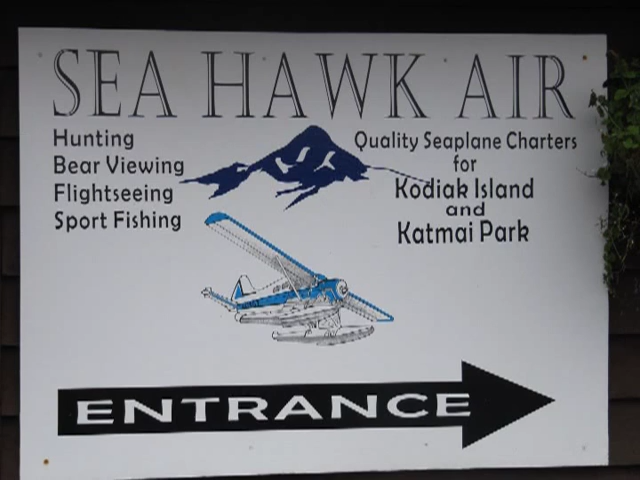 SEA HAWK AIR
Hunting
Bear Viewing
Flightseeing
Sport Fishing
Quality Seaplane Charters
for
Kodiak Island
and
Katmai Park
ENTRANCE